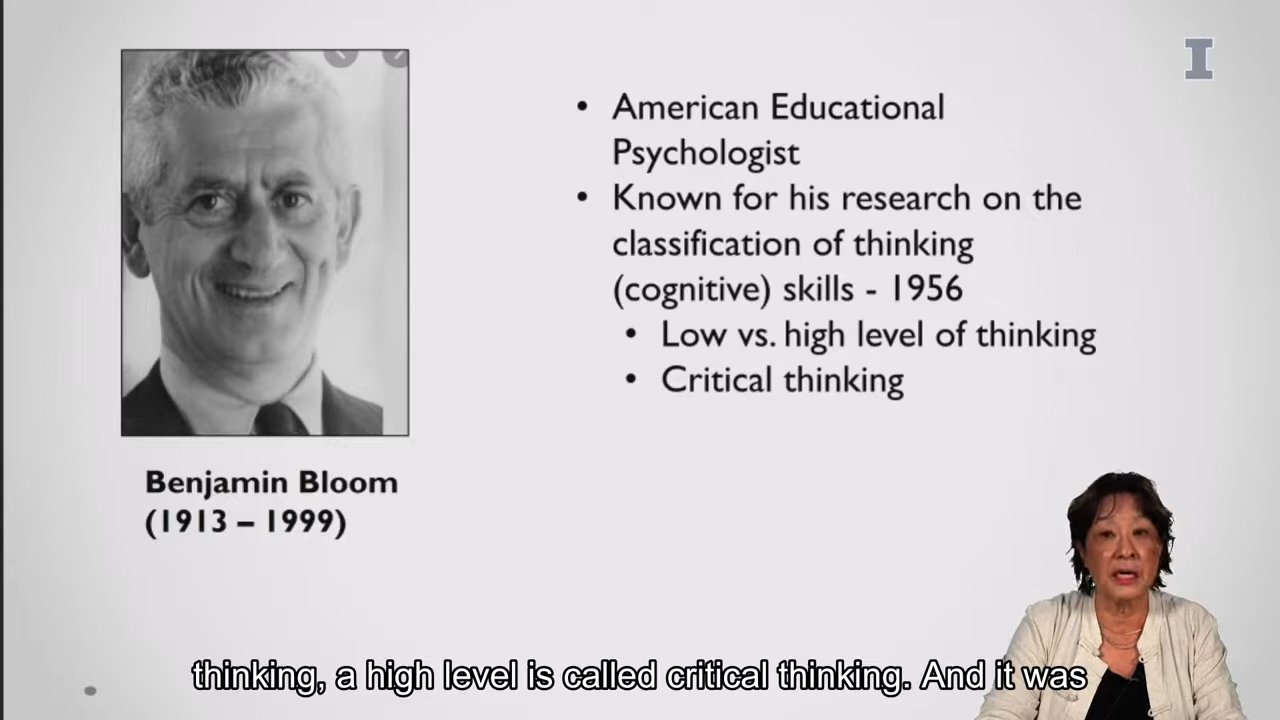 I
• American Educational
Psychologist
• Known for his research on the
classification of thinking
(cognitive) skills - 1956
• Low vs. high level of thinking
• Critical thinking
Benjamin Bloom
(1913 – 1999)
thinking, a high level is called critical thinking. And it was